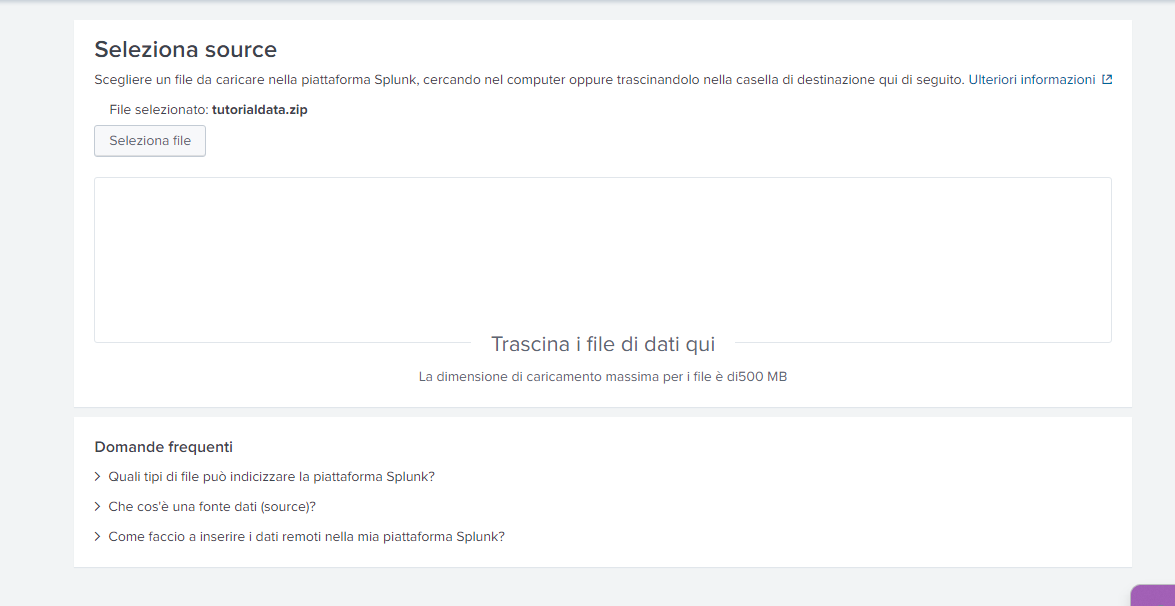 Seleziona source
Scegliere un file da caricare nella piattaforma Splunk, cercando nel computer oppure trascinandolo nella casella di destinazione qui di seguito. Ulteriori informazioni
File selezionato: tutorialdata.zip
Seleziona file
Trascina i file di dati qui
La dimensione di caricamento massima per i file è di500 MB
Domande frequenti
Quali tipi di file può indicizzare la piattaforma Splunk?
Che cos'è una fonte dati (source)?
Come faccio a inserire i dati remoti nella mia piattaforma Splunk?